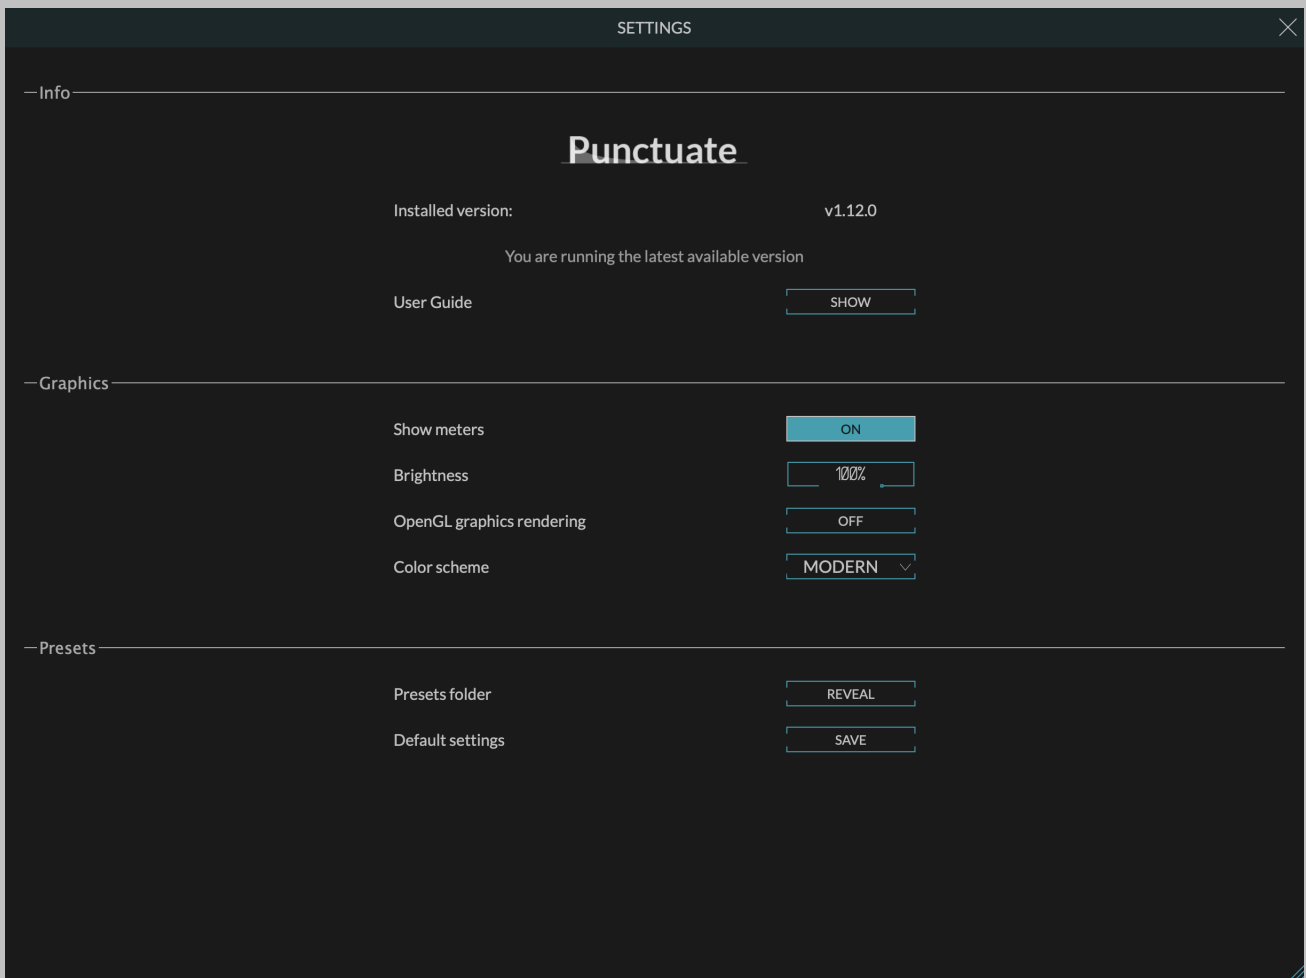 SETTINGS
Info
Punctuate
Installed version: v1.12.0
You are running the latest available version
User Guide SHOW
Graphics
Show meters ON
Brightness 100%
OpenGL graphics rendering OFF
Color scheme MODERN
Presets
Presets folder REVEAL
Default settings SAVE